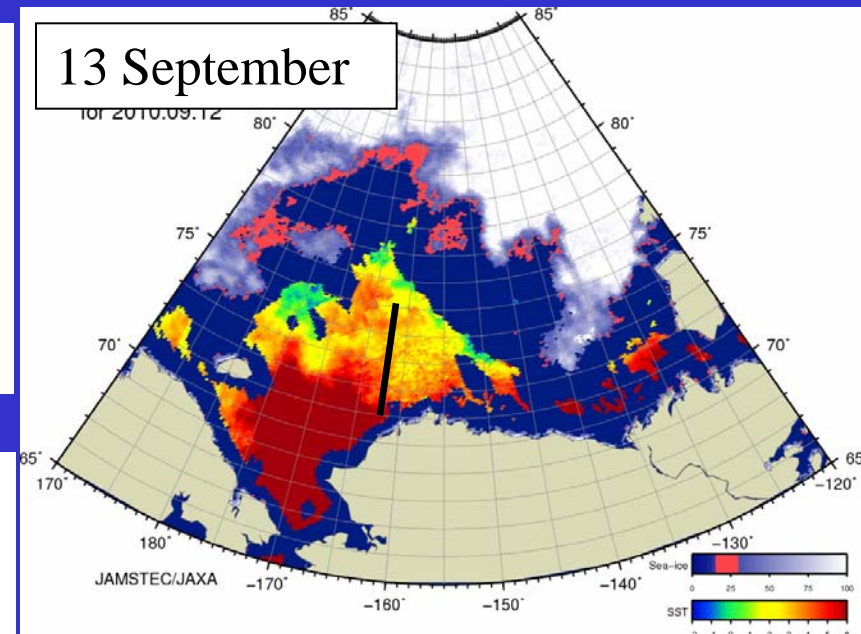 13 September
for 2010.09.12
85° 85°
80° 80°
75° 75°
70° 70°
65° 65
170° -120°
180° -130°
-170° -140°
-160° -150°
JAMSTEC/JAXA
Sea-ice
0 25 50 75 100
SST